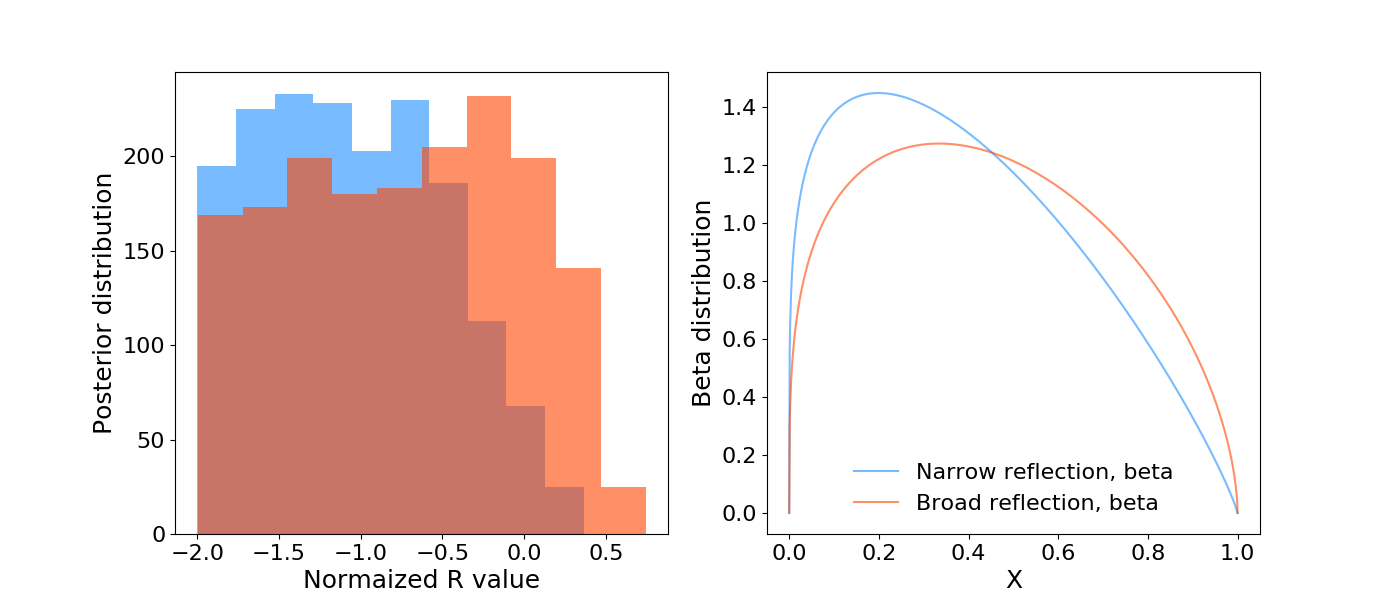 Posterior distribution
200
150
100
50
0
−2.0 −1.5 −1.0 −0.5 0.0 0.5
Normaized R value
Beta distribution
1.4
1.2
1.0
0.8
0.6
0.4
0.2
0.0
Narrow reflection, beta
Broad reflection, beta
0.0 0.2 0.4 0.6 0.8 1.0
X